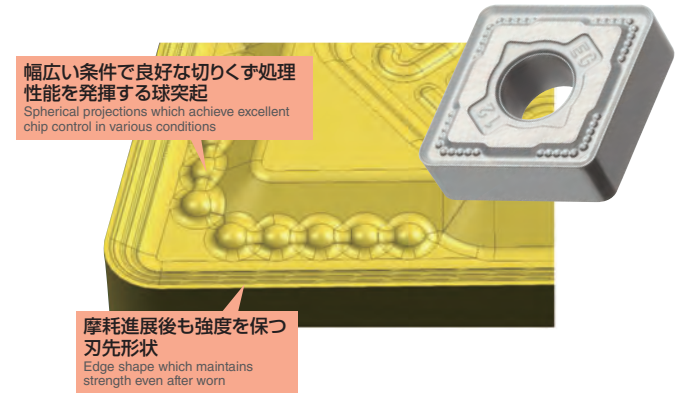 幅広い条件で良好な切りくず処理
性能を発揮する球突起
Spherical projections which achieve excellent
chip control in various conditions
摩耗進展後も強度を保つ
刃先形状
Edge shape which maintains
strength even after worn
12